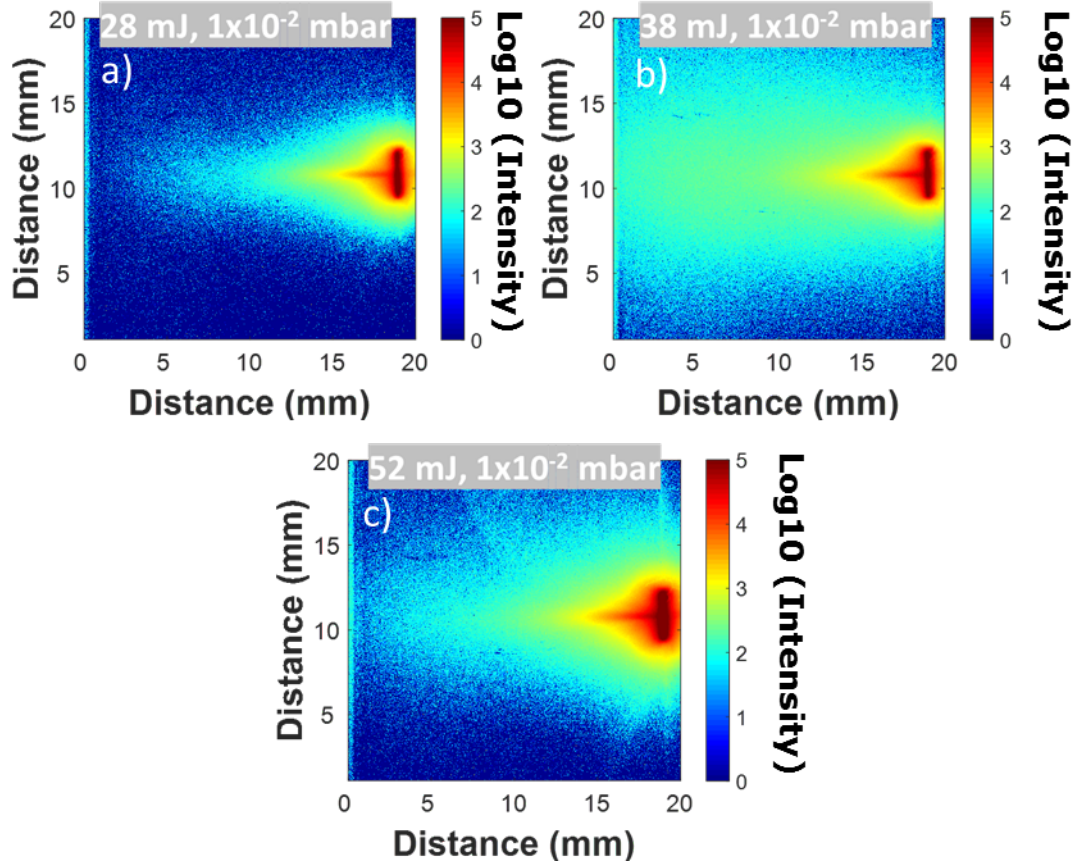 28 mJ, 1x10⁻² mbar
a)
Distance (mm)
20
15
10
5
0 5 10 15 20
Distance (mm)
5
4
3
2
1
0
Log10 (Intensity)
38 mJ, 1x10⁻² mbar
b)
Distance (mm)
20
15
10
5
0 5 10 15 20
Distance (mm)
5
4
3
2
1
0
Log10 (Intensity)
52 mJ, 1x10⁻² mbar
c)
Distance (mm)
20
15
10
5
0 5 10 15 20
Distance (mm)
5
4
3
2
1
0
Log10 (Intensity)